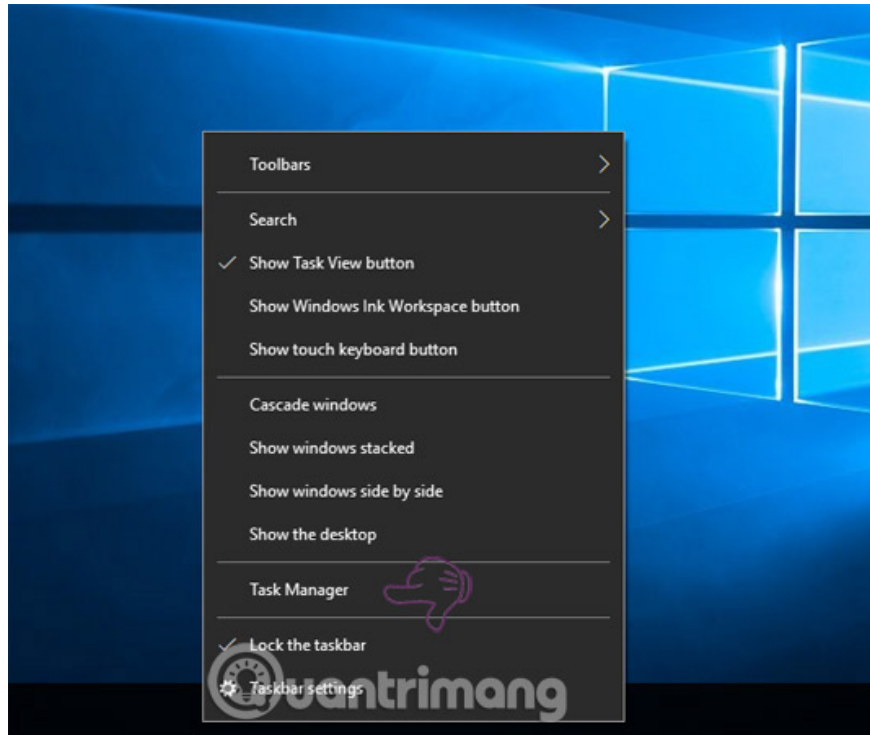 Toolbars
Search
Show Task View button
Show Windows Ink Workspace button
Show touch keyboard button
Cascade windows
Show windows stacked
Show windows side by side
Show the desktop
Task Manager
Lock the taskbar
Taskbar settings
Quantrimang